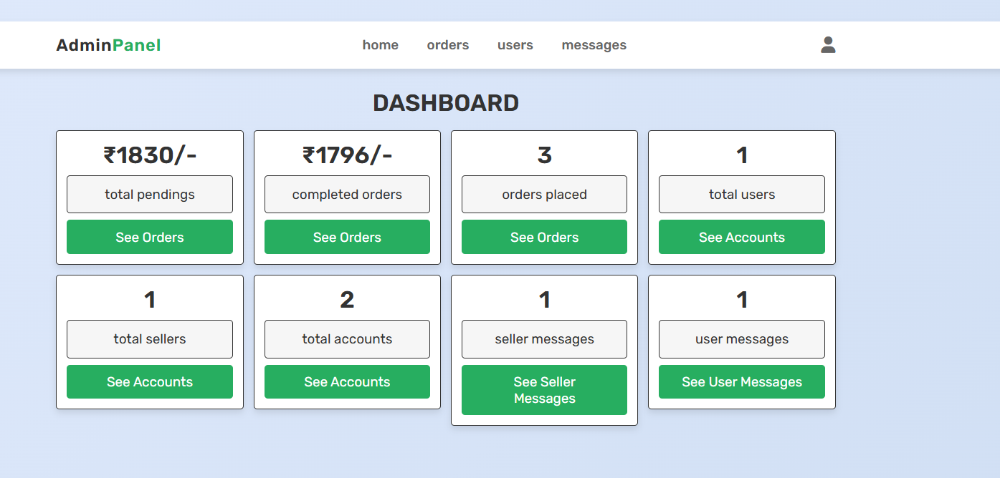 AdminPanel
home orders users messages
DASHBOARD
₹1830/-
total pendings
See Orders
₹1796/-
completed orders
See Orders
3
orders placed
See Orders
1
total users
See Accounts
1
total sellers
See Accounts
2
total accounts
See Accounts
1
seller messages
See Seller
Messages
1
user messages
See User Messages